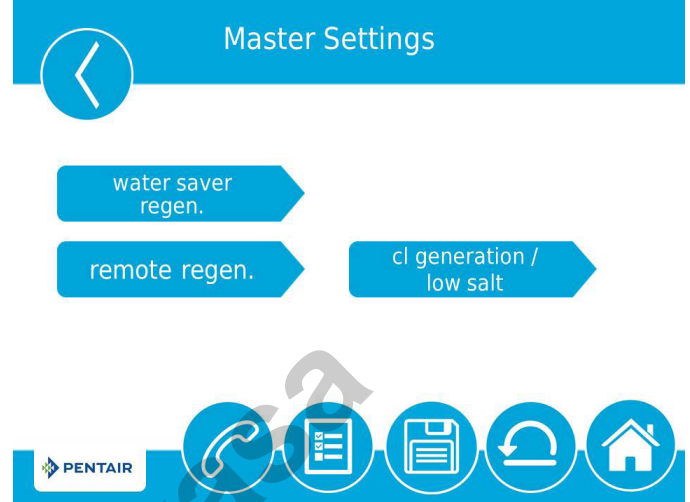 Master Settings
water saver
regen.
remote regen.
cl generation /
low salt
PENTAIR